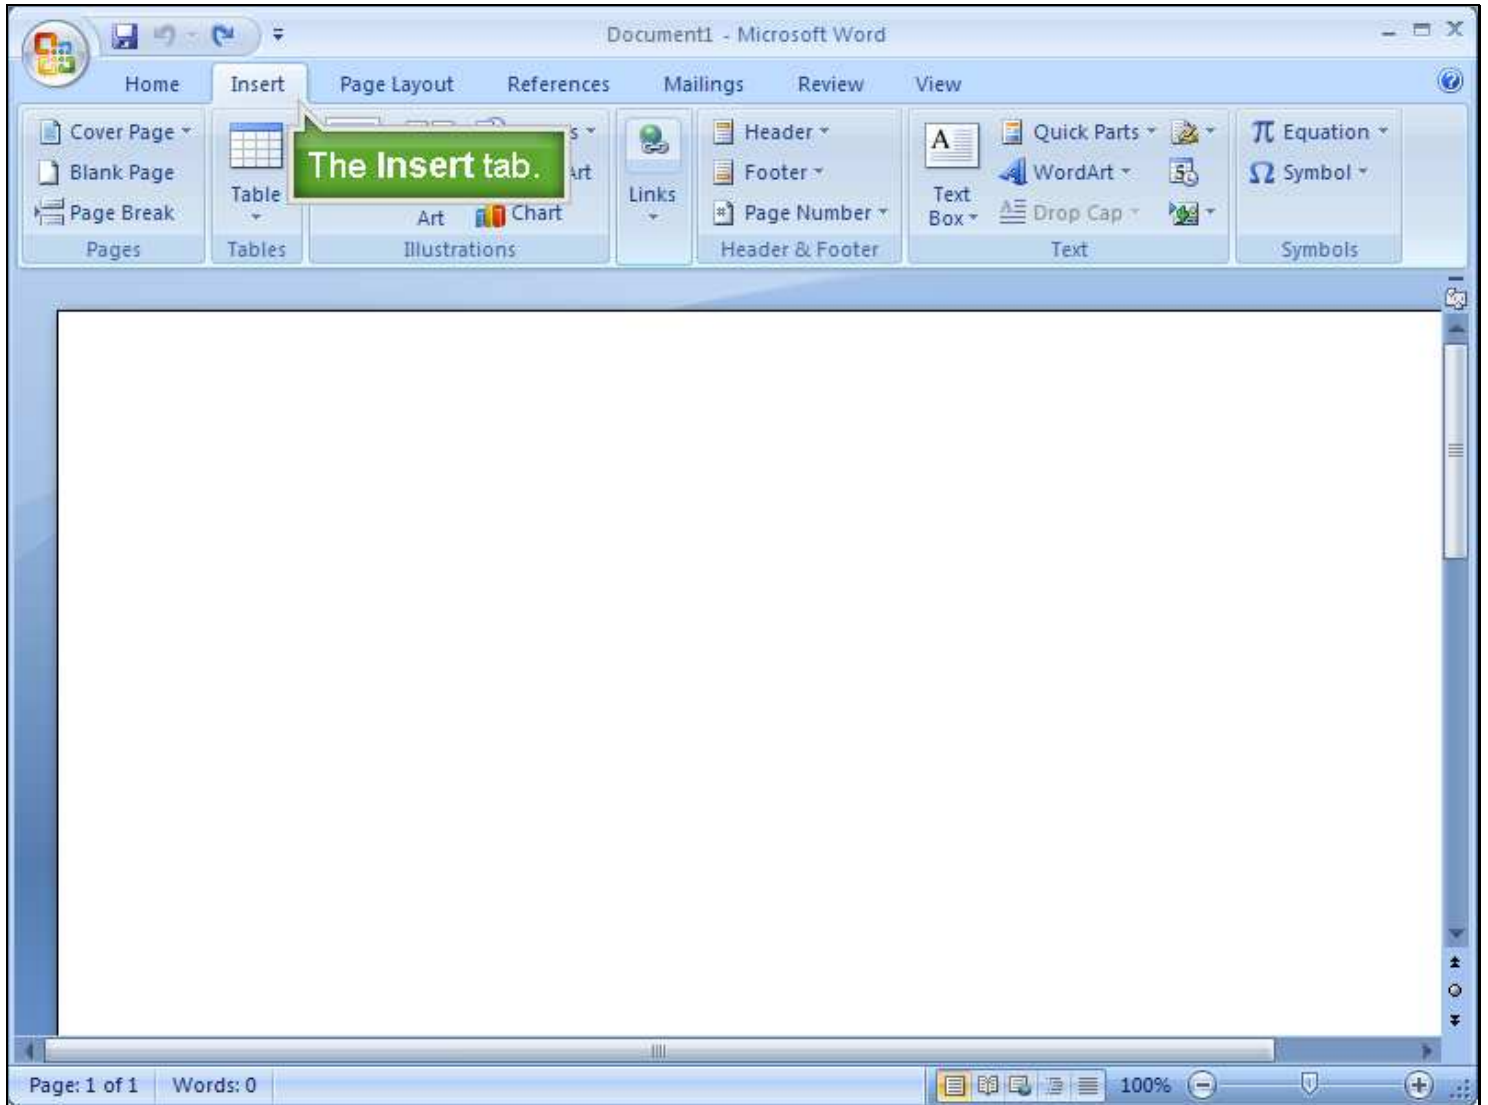 Document1 - Microsoft Word
Home Insert Page Layout References Mailings Review View
Cover Page
Blank Page
Page Break
Pages
Table
Tables
The Insert tab.
Art
Chart
Illustrations
Links
Header
Footer
Page Number
Header & Footer
A
Text
Box
Quick Parts
WordArt
Drop Cap
Text
π Equation
Ω Symbol
Symbols
Page: 1 of 1 Words: 0 100%